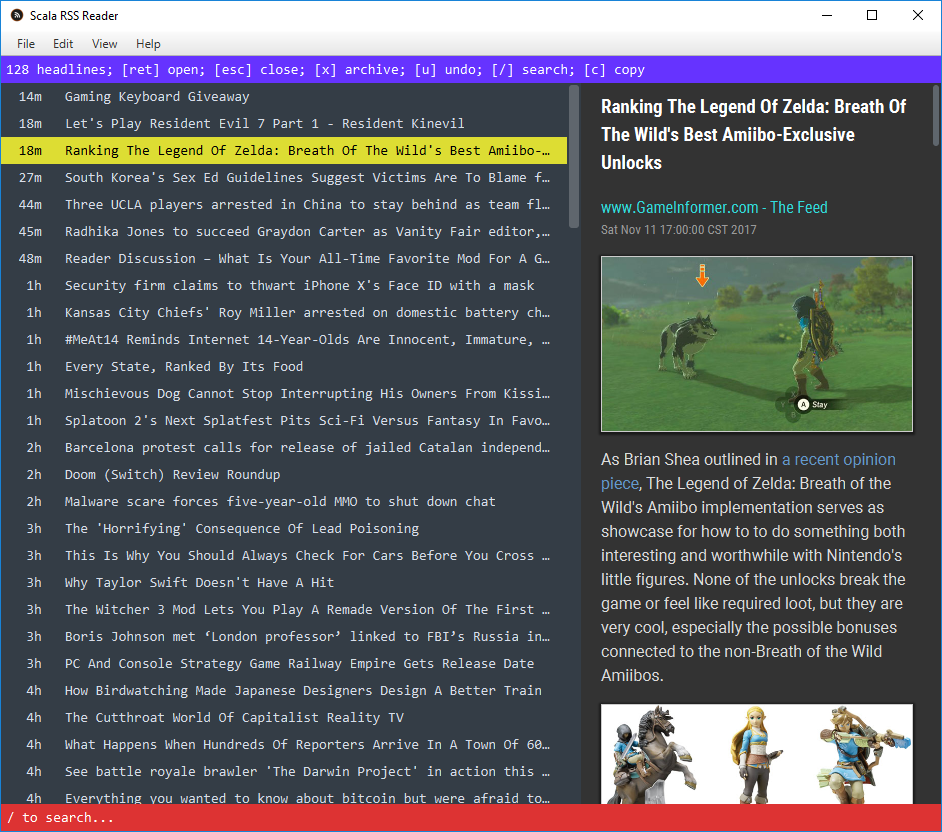 Scala RSS Reader
File Edit View Help
128 headlines; [ret] open; [esc] close; [x] archive; [u] undo; [/] search; [c] copy
14m Gaming Keyboard Giveaway
18m Let's Play Resident Evil 7 Part 1 - Resident Kinevil
18m Ranking The Legend Of Zelda: Breath Of The Wild's Best Amiibo-…
27m South Korea's Sex Ed Guidelines Suggest Victims Are To Blame f…
44m Three UCLA players arrested in China to stay behind as team fl…
45m Radhika Jones to succeed Graydon Carter as Vanity Fair editor,…
48m Reader Discussion – What Is Your All-Time Favorite Mod For A G…
1h Security firm claims to thwart iPhone X's Face ID with a mask
1h Kansas City Chiefs' Roy Miller arrested on domestic battery ch…
1h #MeAt14 Reminds Internet 14-Year-Olds Are Innocent, Immature, …
1h Every State, Ranked By Its Food
1h Mischievous Dog Cannot Stop Interrupting His Owners From Kissi…
1h Splatoon 2's Next Splatfest Pits Sci-Fi Versus Fantasy In Favo…
2h Barcelona protest calls for release of jailed Catalan independ…
2h Doom (Switch) Review Roundup
2h Malware scare forces five-year-old MMO to shut down chat
3h The 'Horrifying' Consequence Of Lead Poisoning
3h This Is Why You Should Always Check For Cars Before You Cross …
3h Why Taylor Swift Doesn't Have A Hit
3h The Witcher 3 Mod Lets You Play A Remade Version Of The First …
3h Boris Johnson met ‘London professor’ linked to FBI’s Russia in…
3h PC And Console Strategy Game Railway Empire Gets Release Date
4h How Birdwatching Made Japanese Designers Design A Better Train
4h The Cutthroat World Of Capitalist Reality TV
4h What Happens When Hundreds Of Reporters Arrive In A Town Of 60…
4h See battle royale brawler 'The Darwin Project' in action this …
4h Everything you wanted to know about bitcoin but were afraid to…
Ranking The Legend Of Zelda: Breath Of
The Wild's Best Amiibo-Exclusive
Unlocks
www.GameInformer.com - The Feed
Sat Nov 11 17:00:00 CST 2017
A Stay
As Brian Shea outlined in a recent opinion
piece, The Legend of Zelda: Breath of the
Wild's Amiibo implementation serves as
showcase for how to to do something both
interesting and worthwhile with Nintendo's
little figures. None of the unlocks break the
game or feel like required loot, but they are
very cool, especially the possible bonuses
connected to the non-Breath of the Wild
Amiibos.
/ to search...